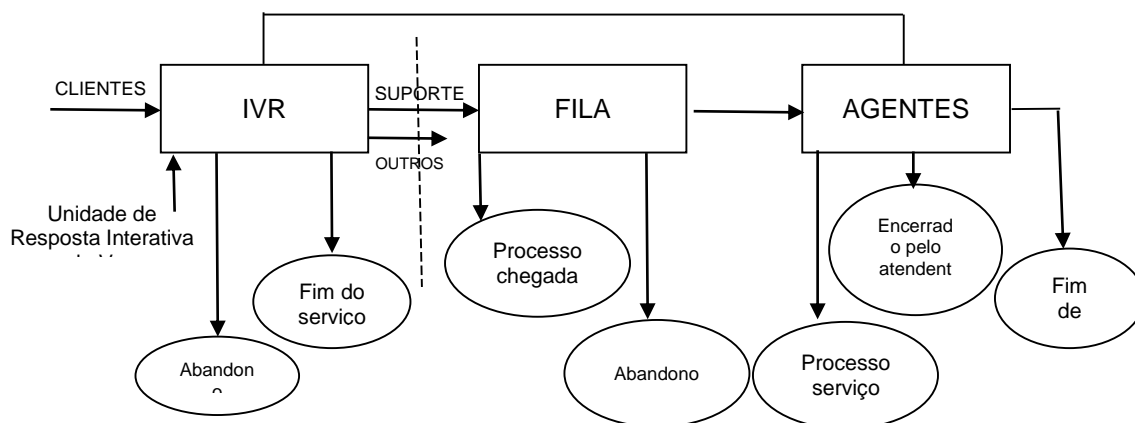 CLIENTES
IVR
SUPORTE
OUTROS
FILA
AGENTES
Unidade de
Resposta Interativa
Processo
chegada
Encerrad
o pelo
atendent
Fim
de
Fim do
serviço
Abandon
Abandono
Processo
serviço